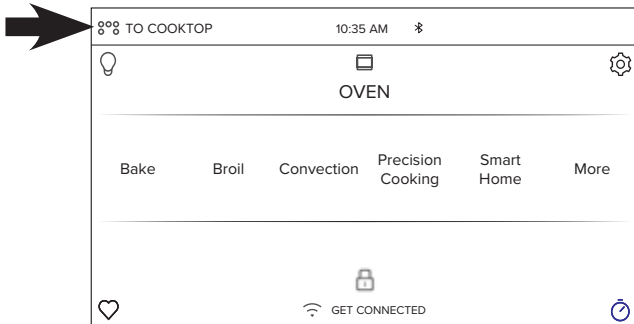 TO COOKTOP 10:35 AM
OVEN
Bake Broil Convection Precision Cooking Smart Home More
GET CONNECTED